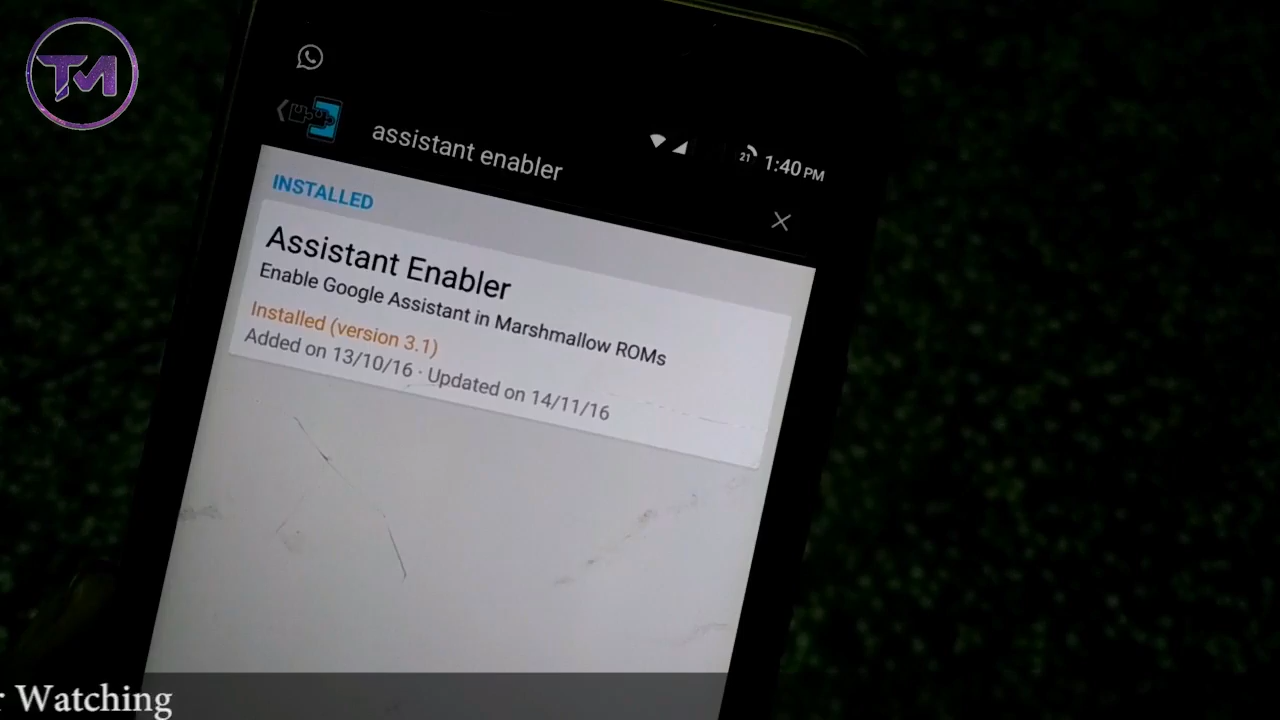 TM
assistant enabler
21 1:40 PM
INSTALLED
Assistant Enabler
Enable Google Assistant in Marshmallow ROMs
Installed (version 3.1)
Added on 13/10/16 · Updated on 14/11/16
r Watching